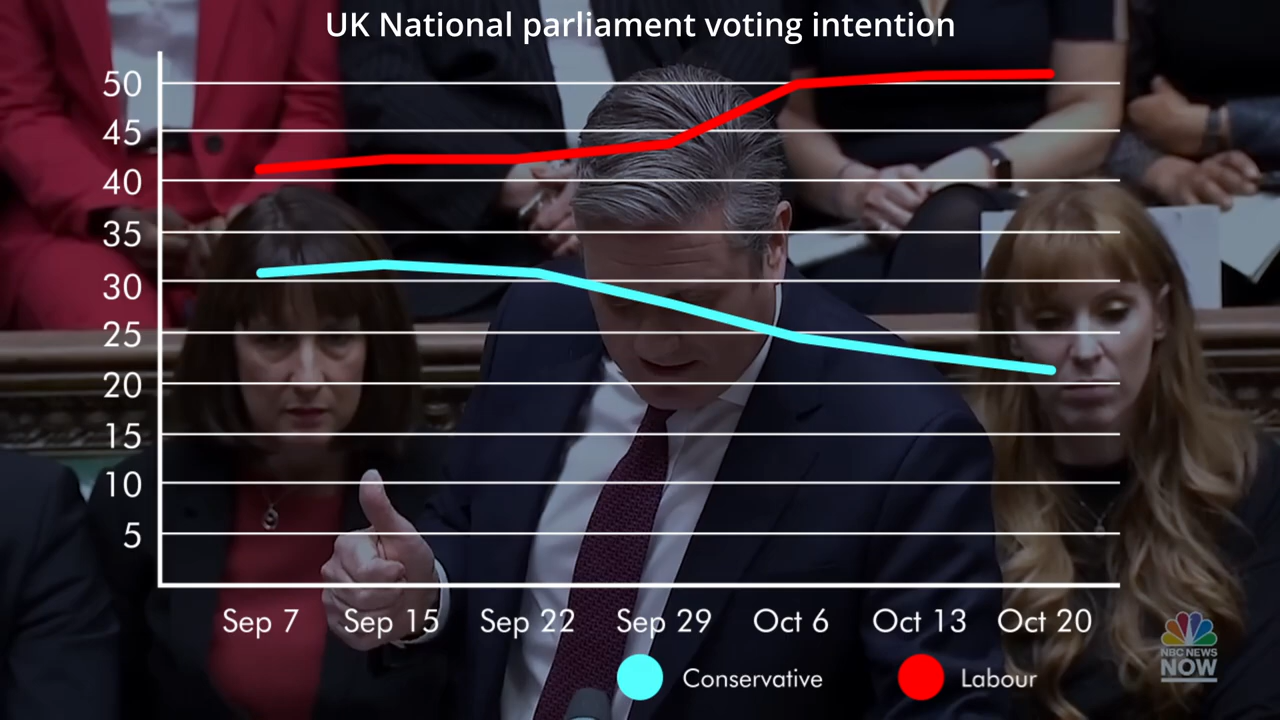 UK National parliament voting intention
50
45
40
35
30
25
20
15
10
5
Sep 7 Sep 15 Sep 22 Sep 29 Oct 6 Oct 13 Oct 20
Conservative Labour
NBC NEWS
NOW